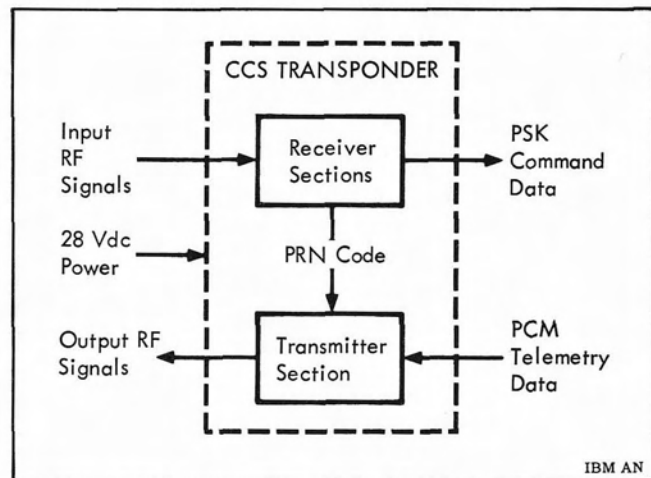 CCS TRANSPONDER
Input
RF
Signals
Receiver
Sections
PSK
Command
Data
28 Vdc
Power
PRN Code
Output RF
Signals
Transmitter
Section
PCM
Telemetry
Data
IBM AN